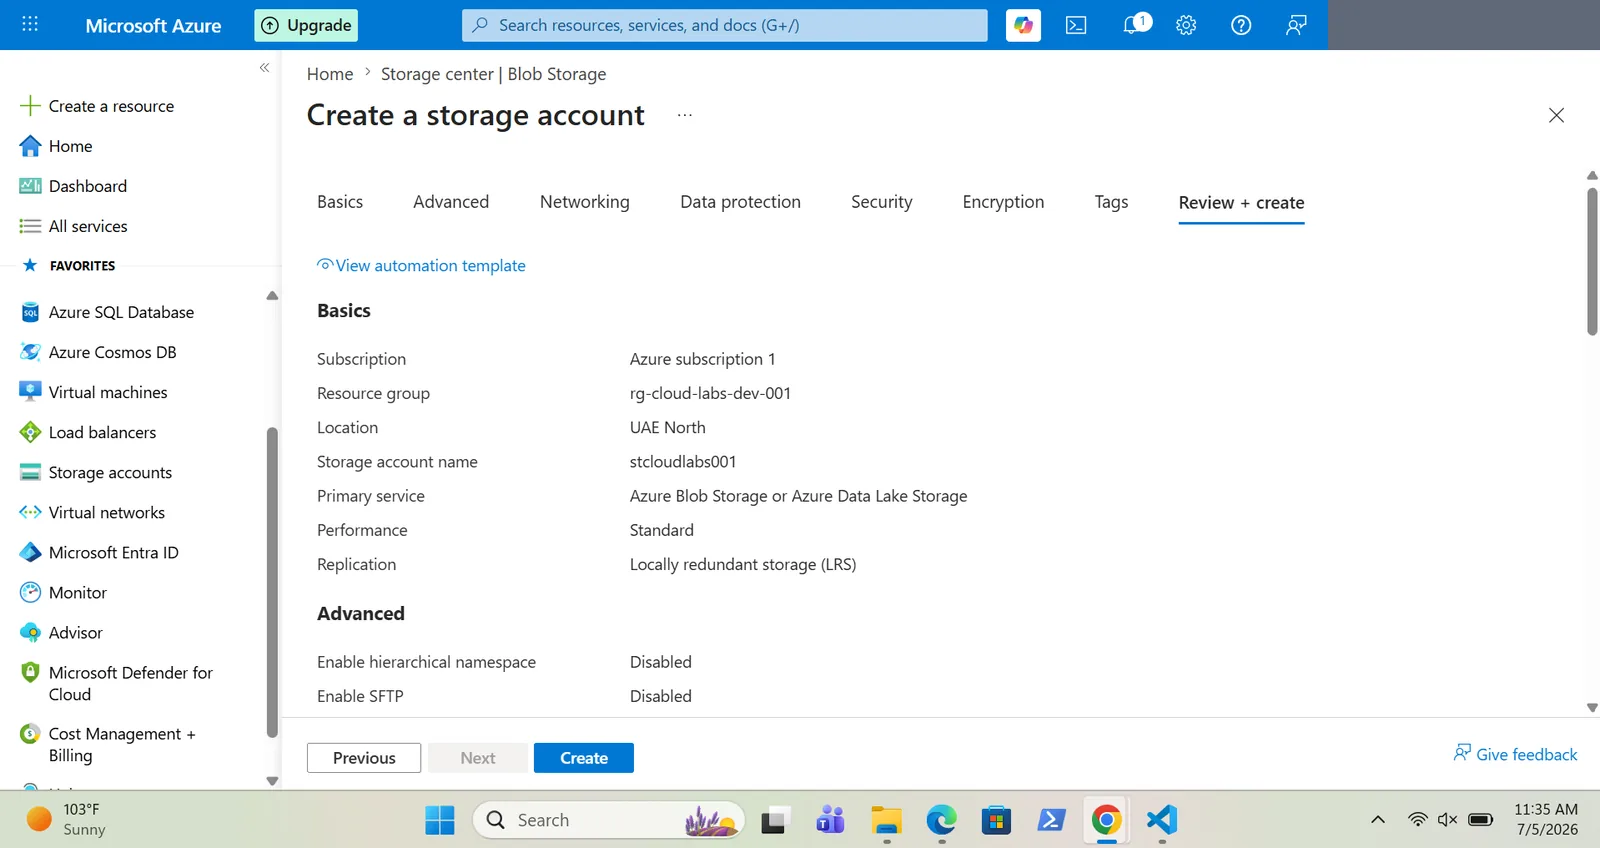 Microsoft Azure
Upgrade
Search resources, services, and docs (G+/)
1
Create a resource
Home
Dashboard
All services
FAVORITES
Azure SQL Database
Azure Cosmos DB
Virtual machines
Load balancers
Storage accounts
Virtual networks
Microsoft Entra ID
Monitor
Advisor
Microsoft Defender for
Cloud
Cost Management +
Billing
Home > Storage center | Blob Storage
Create a storage account ...
Basics Advanced Networking Data protection Security Encryption Tags Review + create
View automation template
Basics
Subscription Azure subscription 1
Resource group rg-cloud-labs-dev-001
Location UAE North
Storage account name stcloudlabs001
Primary service Azure Blob Storage or Azure Data Lake Storage
Performance Standard
Replication Locally redundant storage (LRS)
Advanced
Enable hierarchical namespace Disabled
Enable SFTP Disabled
Previous Next Create
Give feedback
103°F
Sunny
Search
11:35 AM
7/5/2026